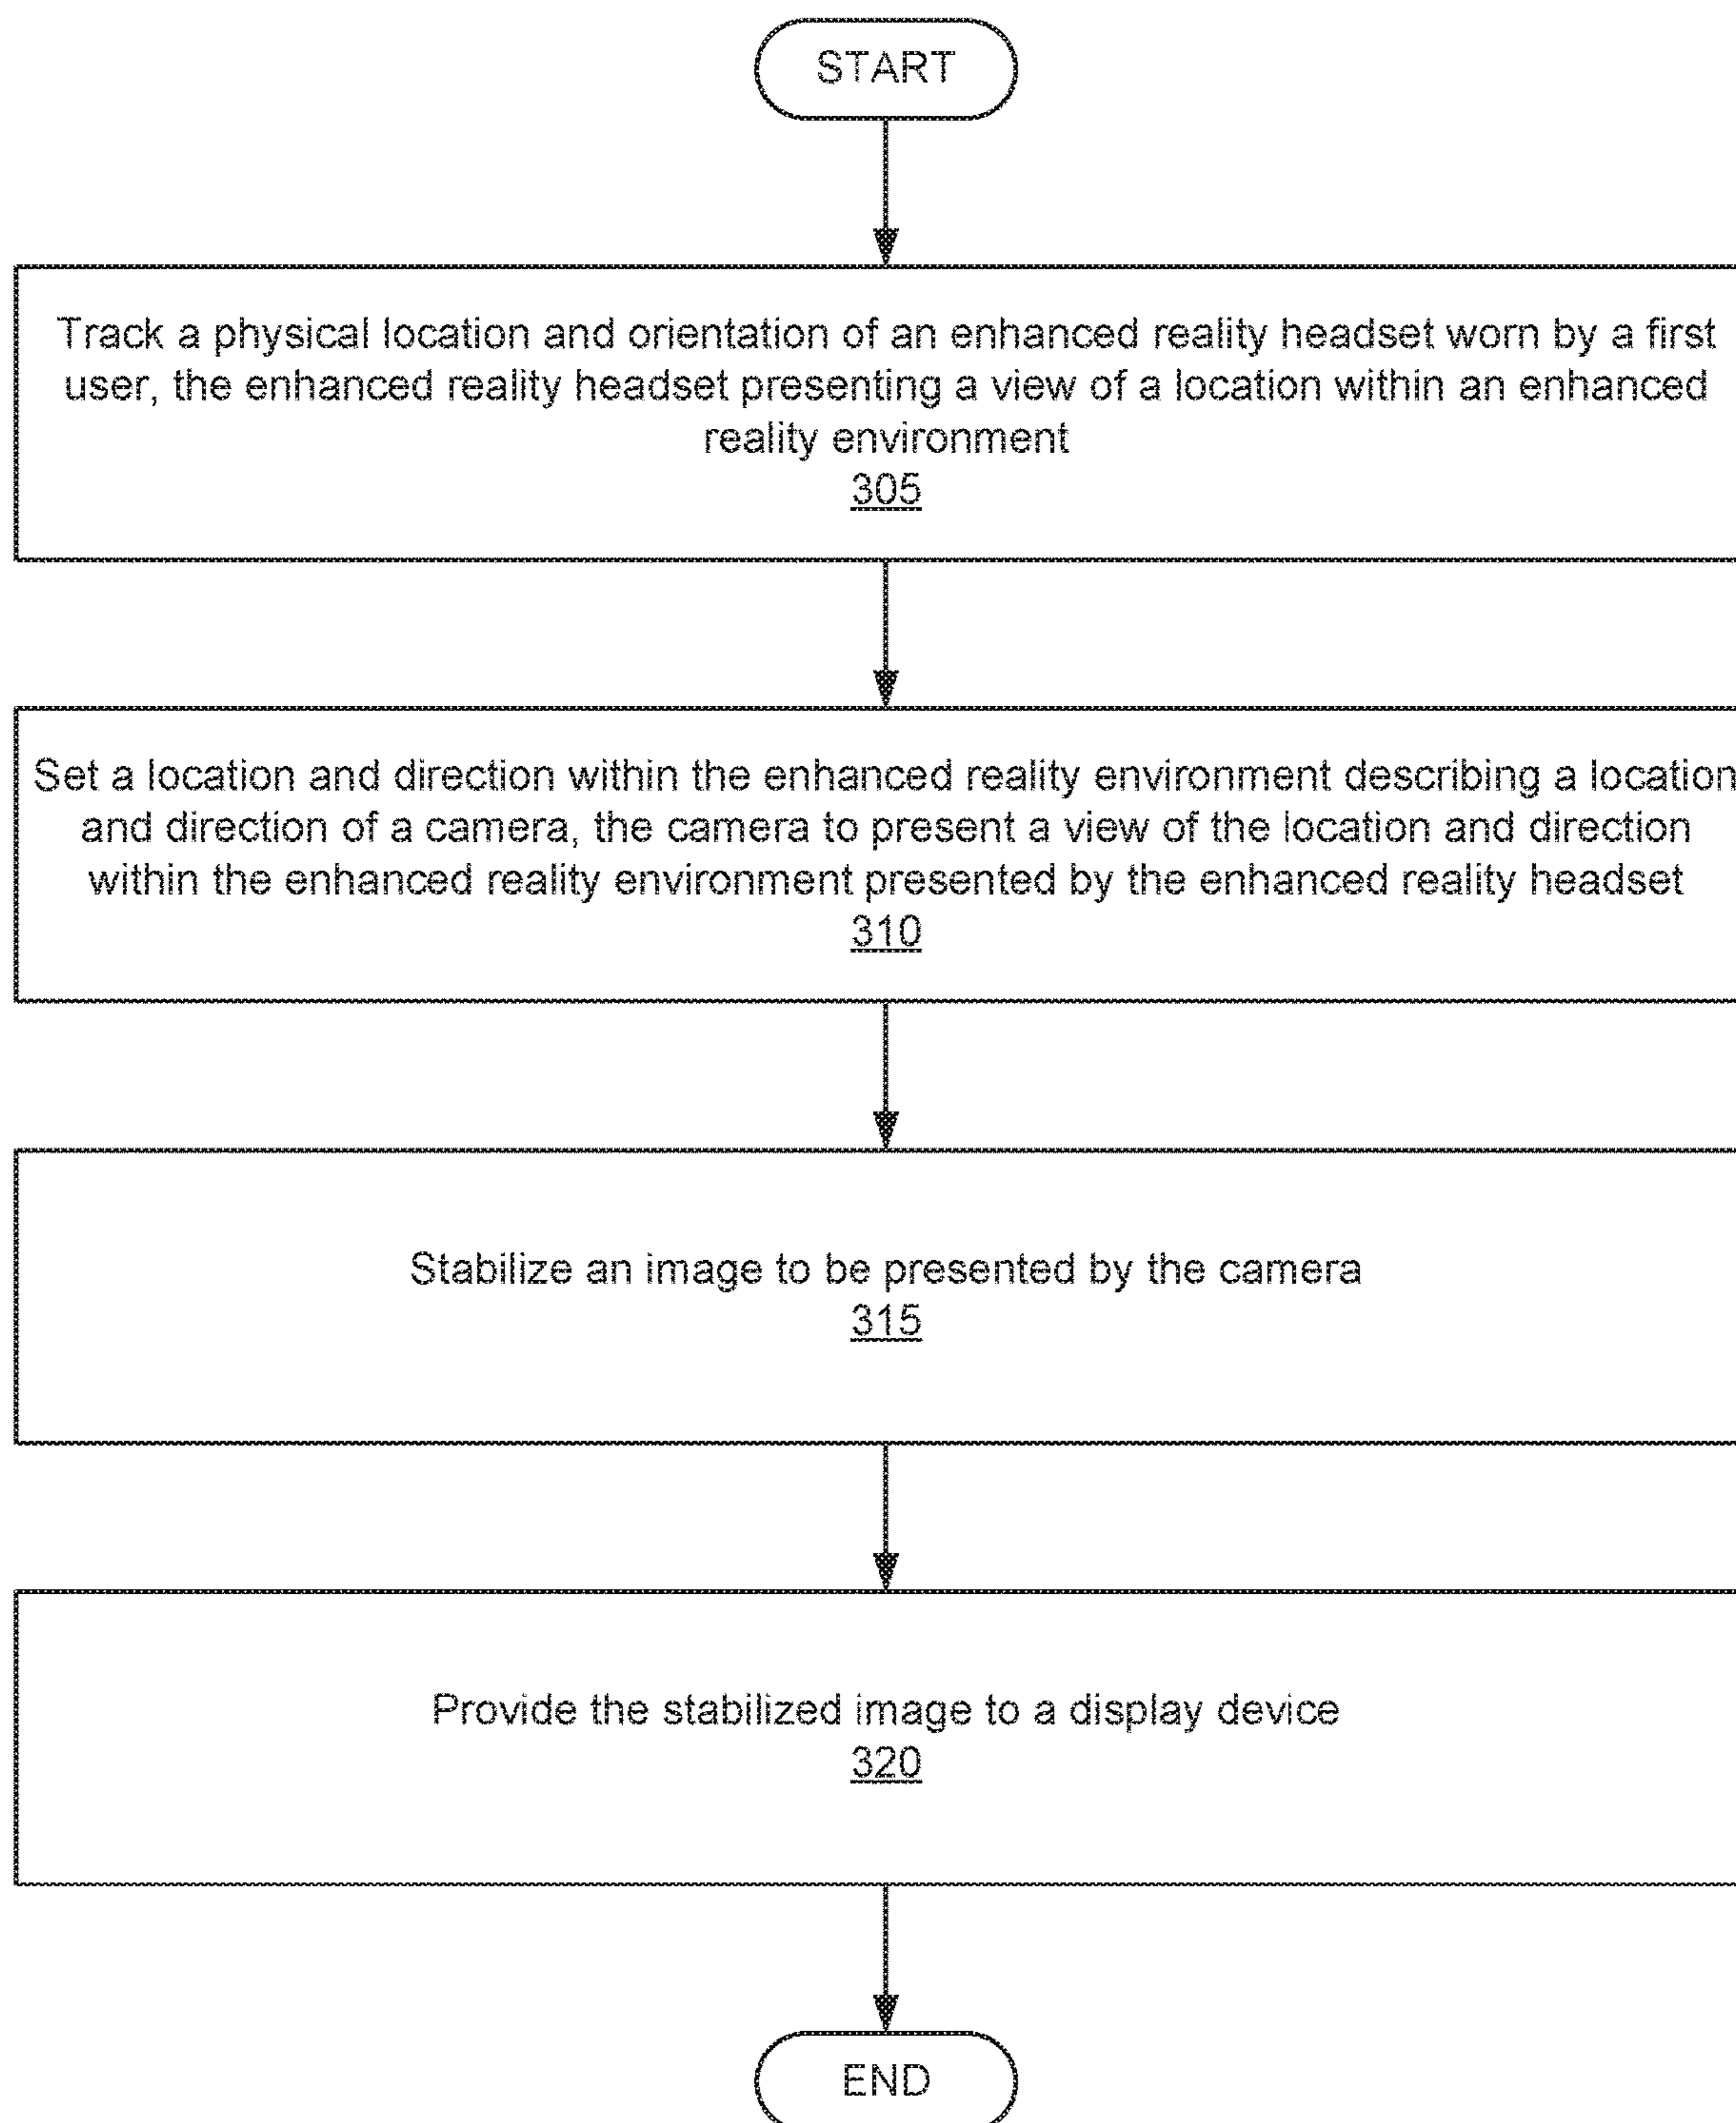 START
Track a physical location and orientation of an enhanced reality headset worn by a first
user, the enhanced reality headset presenting a view of a location within an enhanced
reality environment
305
Set a location and direction within the enhanced reality environment describing a location
and direction of a camera, the camera to present a view of the location and direction
within the enhanced reality environment presented by the enhanced reality headset
310
Stabilize an image to be presented by the camera
315
Provide the stabilized image to a display device
320
END